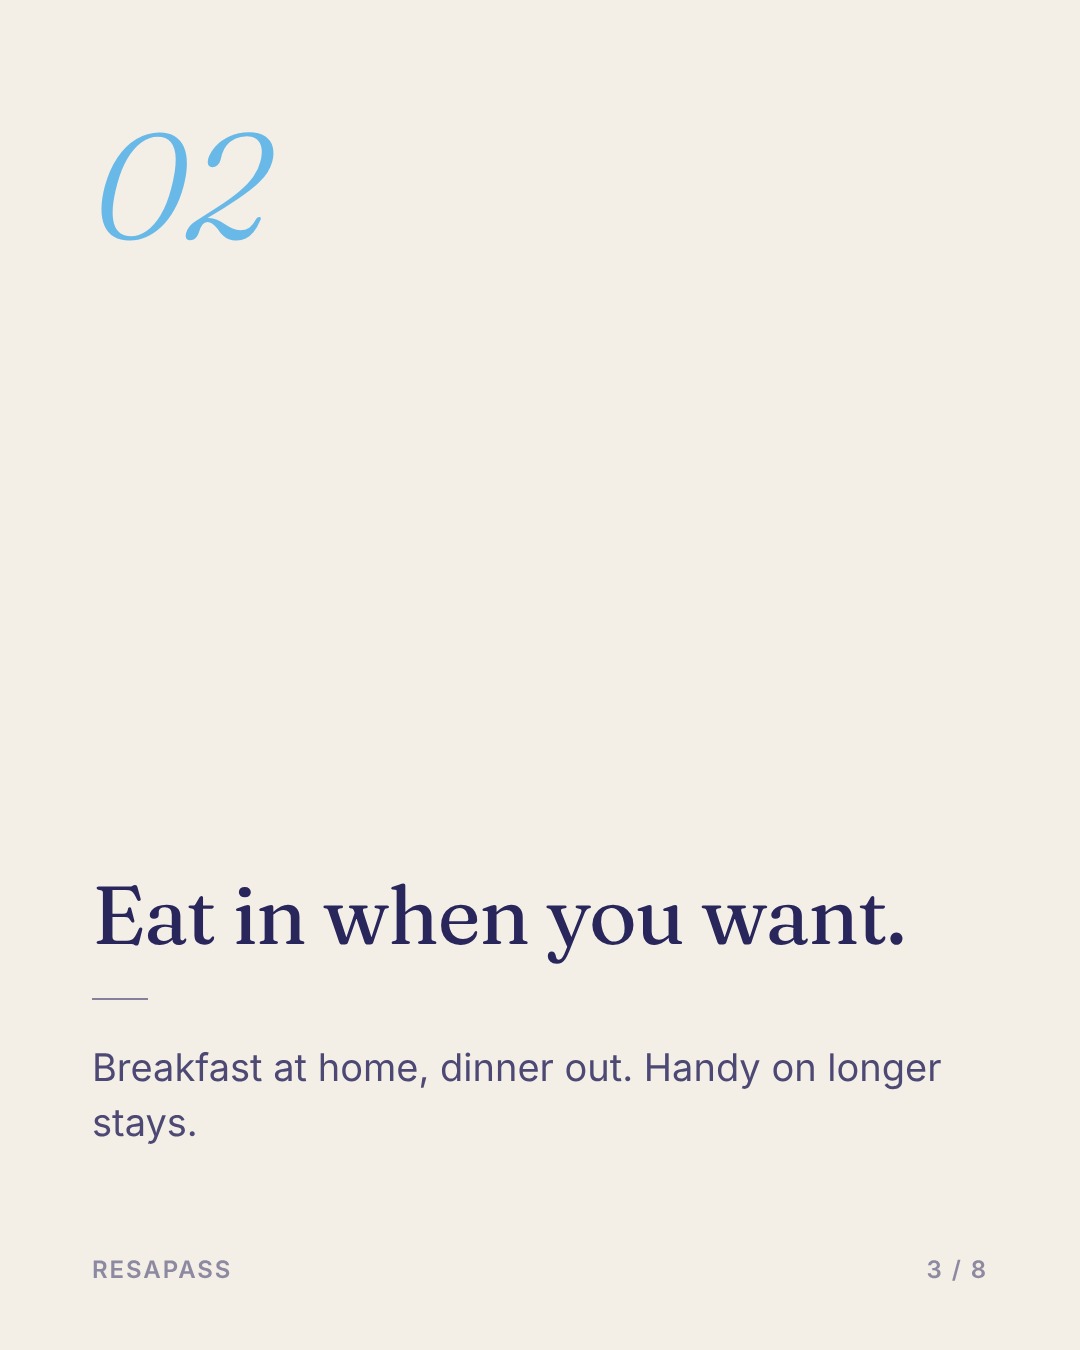 02
Eat in when you want.
Breakfast at home, dinner out. Handy on longer
stays.
RESAPASS
3 / 8